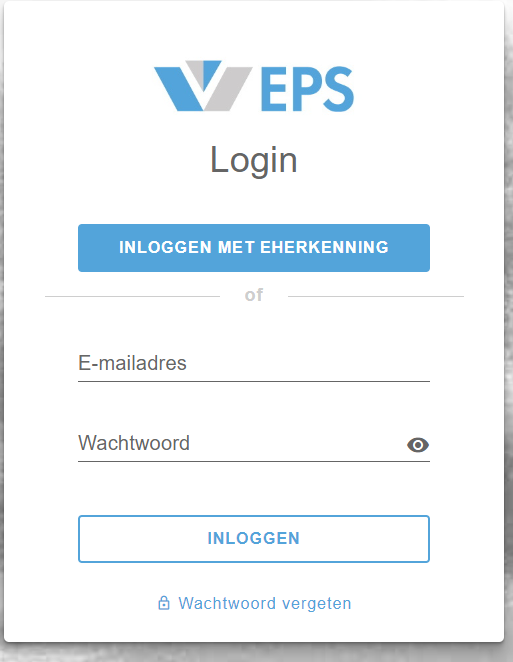 EPS
Login
INLOGGEN MET EHERKENNING
of
E-mailadres
Wachtwoord
INLOGGEN
Wachtwoord vergeten